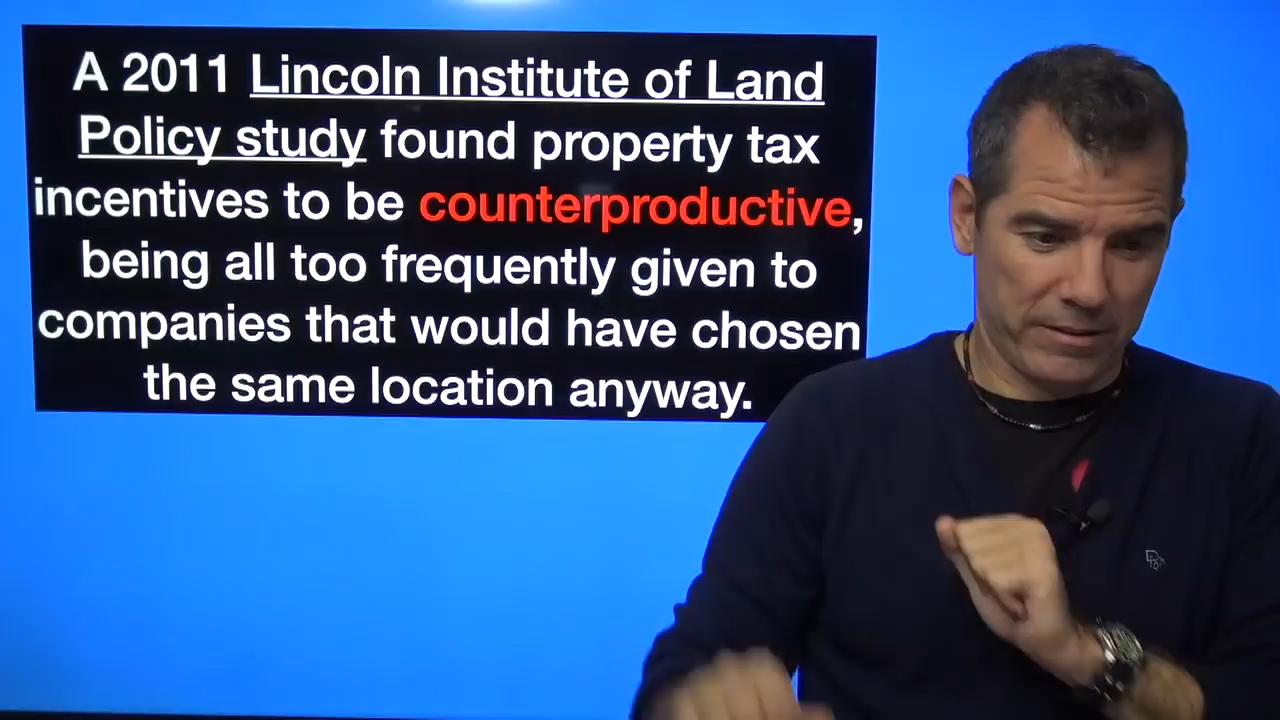 A 2011 Lincoln Institute of Land
Policy study found property tax
incentives to be counterproductive,
being all too frequently given to
companies that would have chosen
the same location anyway.